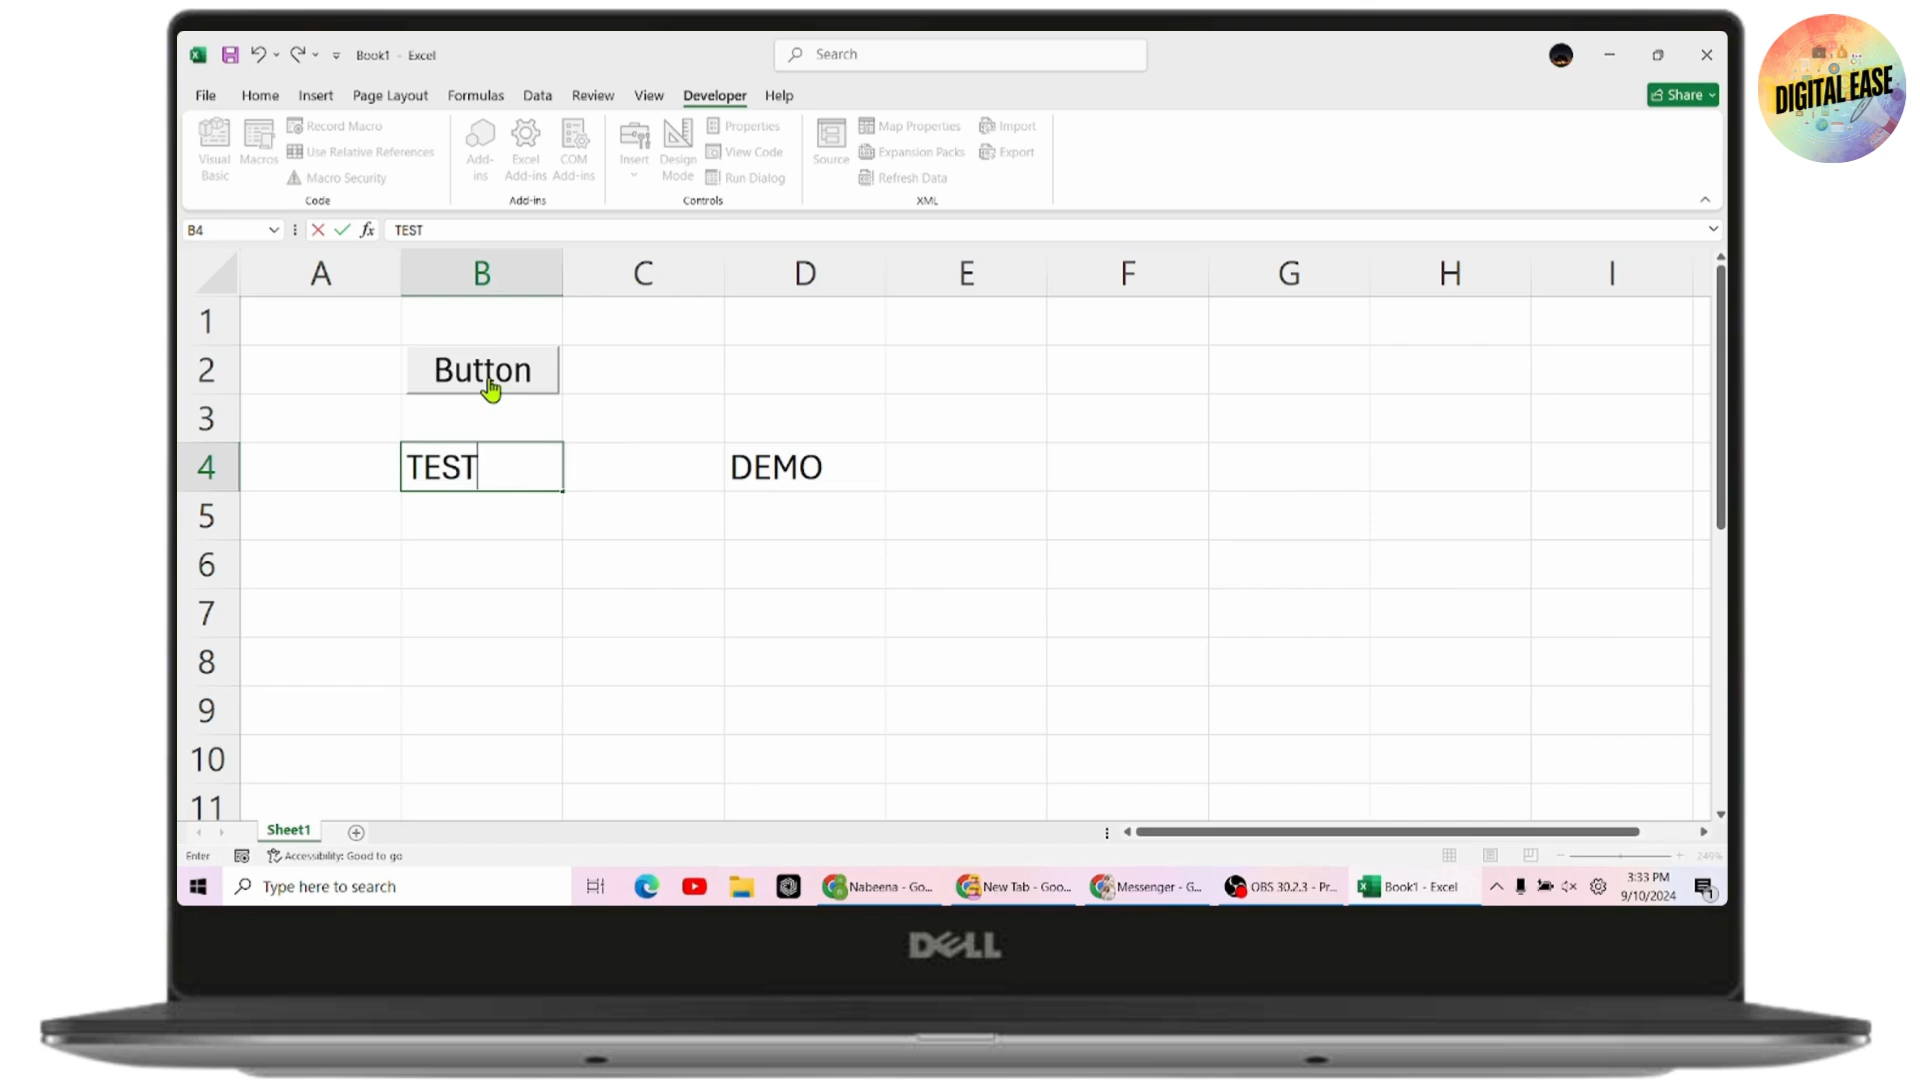 Book1 - Excel
Search
DIGITAL EASE
File Home Insert Page Layout Formulas Data Review View Developer Help
Share
Visual Basic
Macros
Record Macro
Use Relative References
Macro Security
Code
Add-ins
Excel Add-ins
COM Add-ins
Add-ins
Insert
Design Mode
Properties
View Code
Run Dialog
Controls
Source
Map Properties
Expansion Packs
Refresh Data
Import
Export
XML
B4
fx
TEST
A B C D E F G H I
1
2 Button
3
4 TEST DEMO
5
6
7
8
9
10
11
Sheet1
Enter
Accessibility: Good to go
249%
Type here to search
Nabeena - Go...
New Tab - Goo...
Messenger - G...
OBS 30.2.3 - Pr...
Book1 - Excel
3:33 PM
9/10/2024
1
DELL